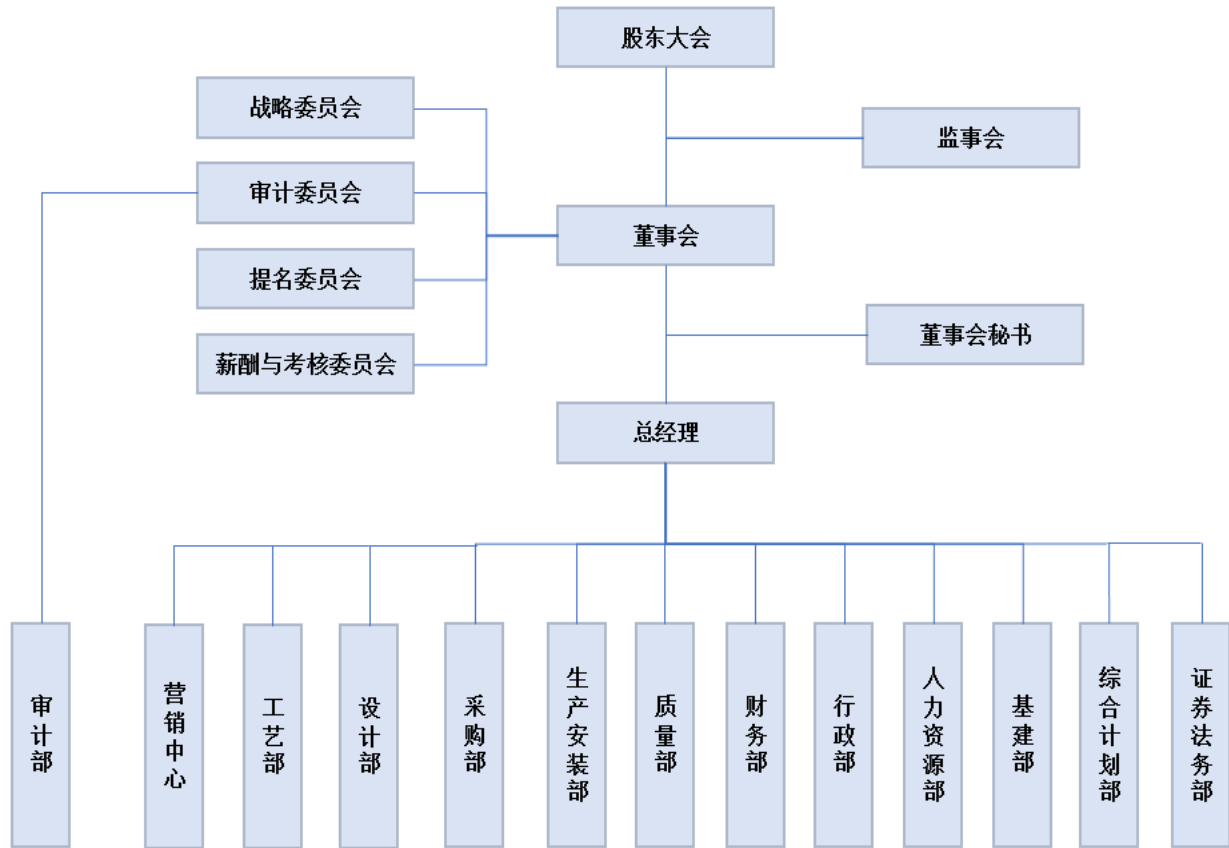 股东大会
战略委员会
监事会
审计委员会
董事会
提名委员会
董事会秘书
薪酬与考核委员会
总经理
审计部
营销中心
工艺部
设计部
采购部
生产安装部
质量部
财务部
行政部
人力资源部
基建部
综合计划部
证券法务部